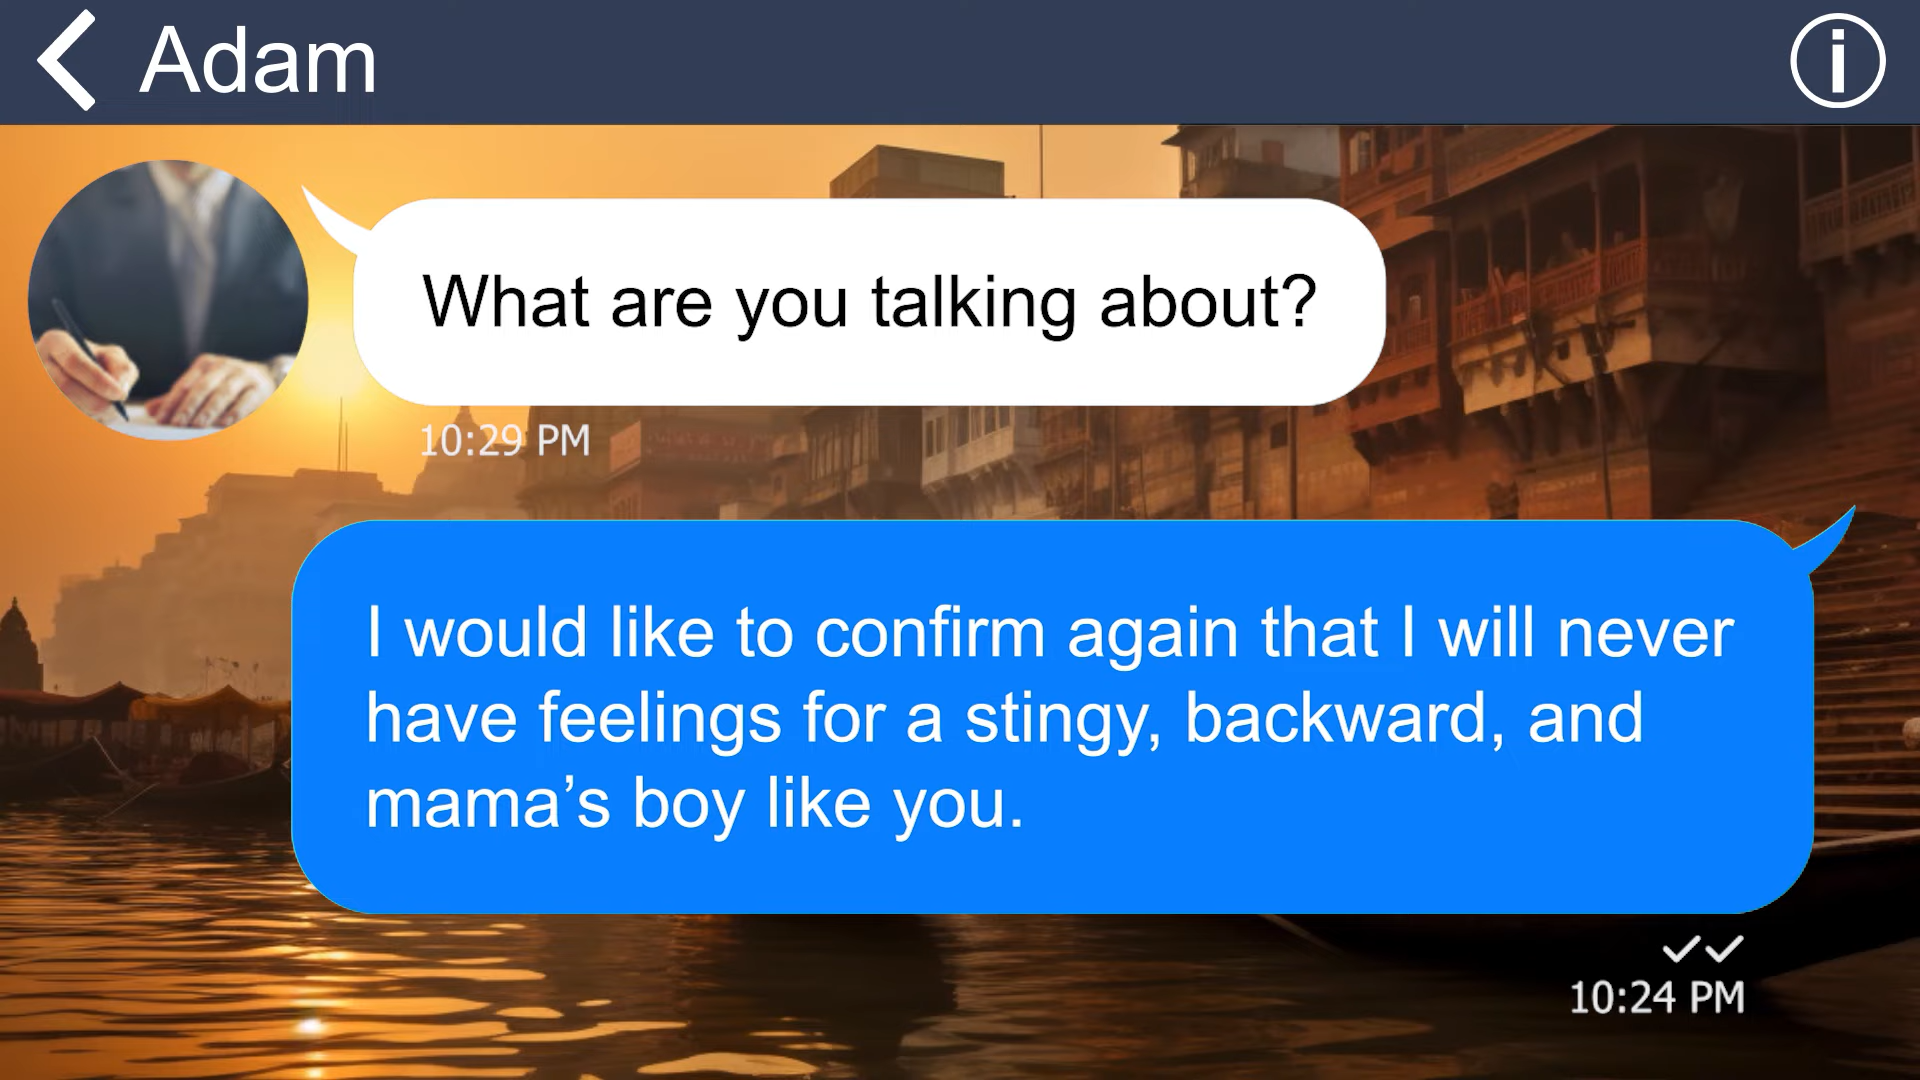 Adam
What are you talking about?
10:29 PM
I would like to confirm again that I will never
have feelings for a stingy, backward, and
mama’s boy like you.
10:24 PM